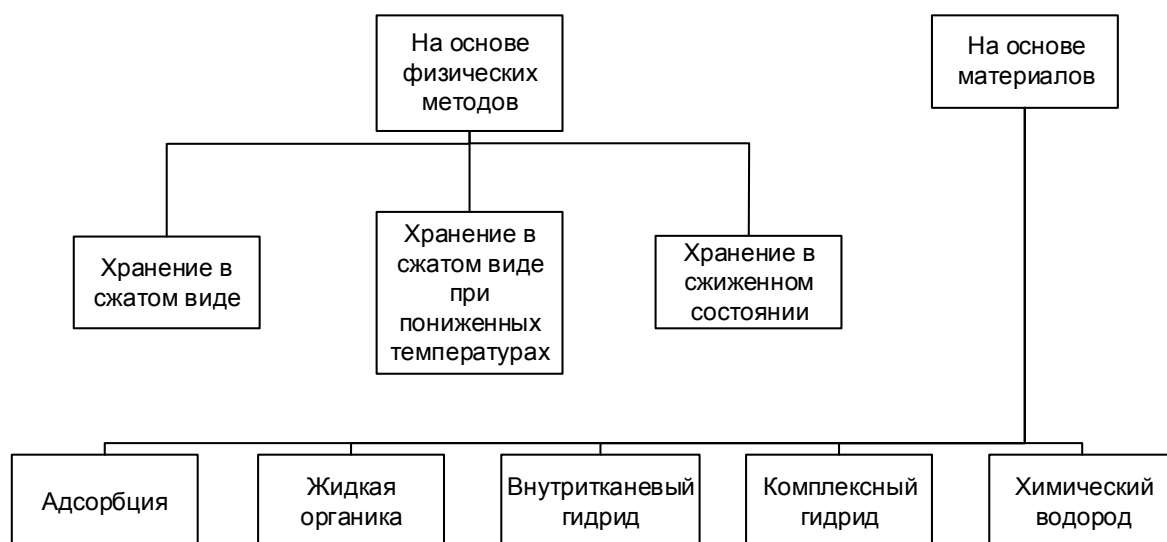 На основе
физических
методов
На основе
материалов
Хранение в
сжатом виде
Хранение в
сжатом виде
при
пониженных
температурах
Хранение в
сжиженном
состоянии
Адсорбция
Жидкая
органика
Внутритканевый
гидрид
Комплексный
гидрид
Химический
водород